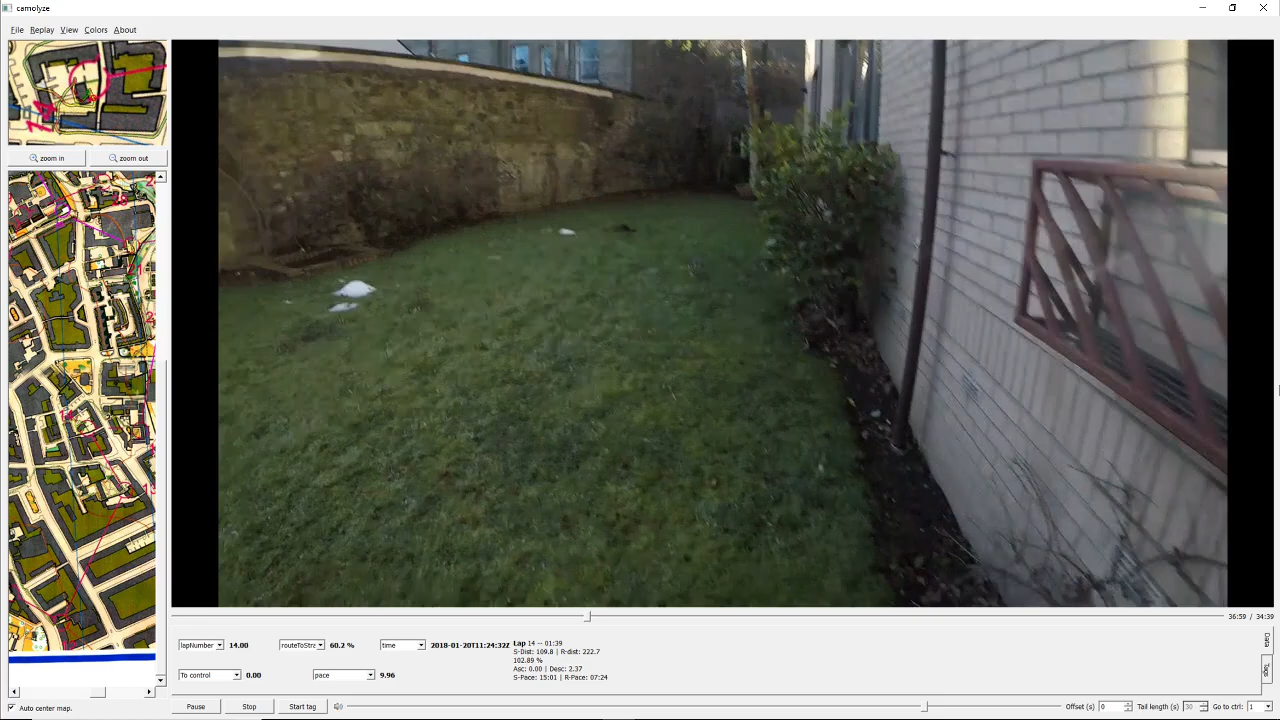 camolyze
File Replay View Colors About
zoom in zoom out
36:59 / 34:39
lapNumber 14.00 routeToStra 60.2 % time 2018-01-20T11:24:32Z
Lap 14 -- 01:39
S-Dist: 109.8 | R-dist: 222.7
102.89 %
Asc: 0.00 | Desc: 2.37
S-Pace: 15:01 | R-Pace: 07:24
To control 0.00 pace 9.96
Data
Tags
Auto center map.
Pause Stop Start tag
Offset (s) 0 Tail length (s) 30 Go to ctrl: 1